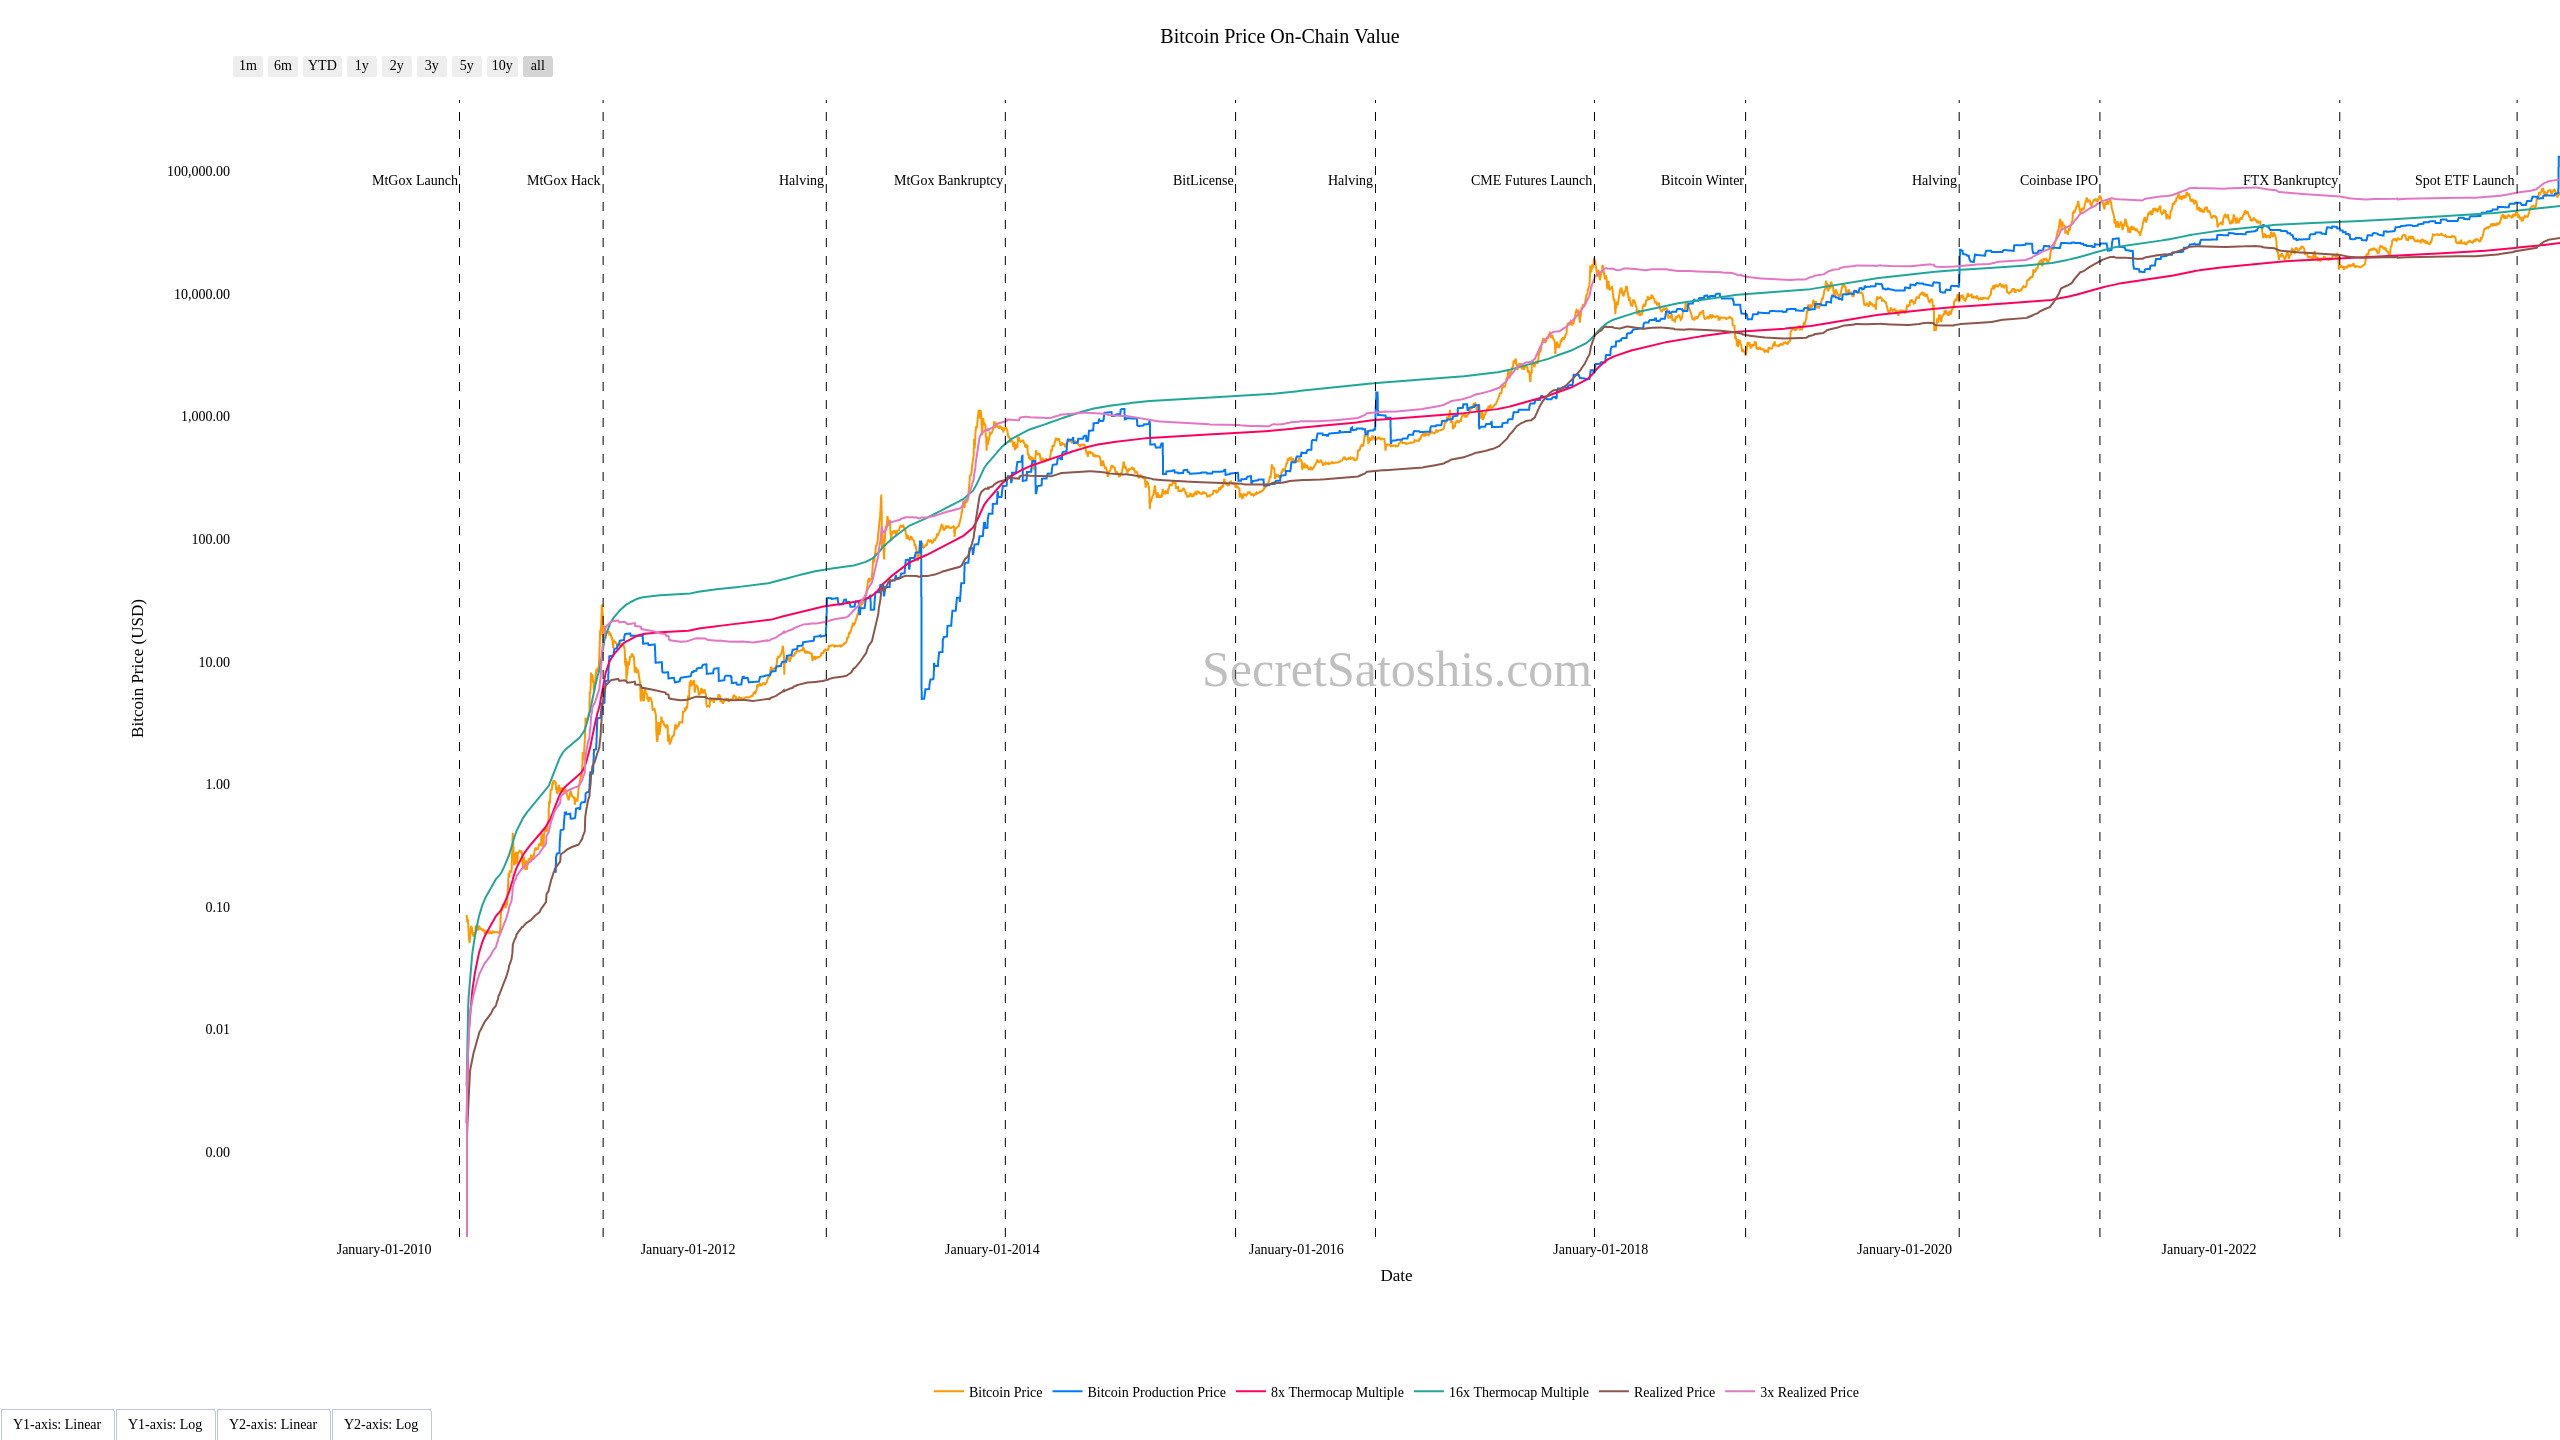 Bitcoin Price On-Chain Value
1m 6m YTD 1y 2y 3y 5y 10y all
100,000.00
10,000.00
1,000.00
100.00
10.00
1.00
0.10
0.01
0.00
Bitcoin Price (USD)
MtGox Launch
MtGox Hack
Halving
MtGox Bankruptcy
BitLicense
Halving
CME Futures Launch
Bitcoin Winter
Halving
Coinbase IPO
FTX Bankruptcy
Spot ETF Launch
SecretSatoshis.com
January-01-2010
January-01-2012
January-01-2014
January-01-2016
January-01-2018
January-01-2020
January-01-2022
Date
Bitcoin Price
Bitcoin Production Price
8x Thermocap Multiple
16x Thermocap Multiple
Realized Price
3x Realized Price
Y1-axis: Linear
Y1-axis: Log
Y2-axis: Linear
Y2-axis: Log